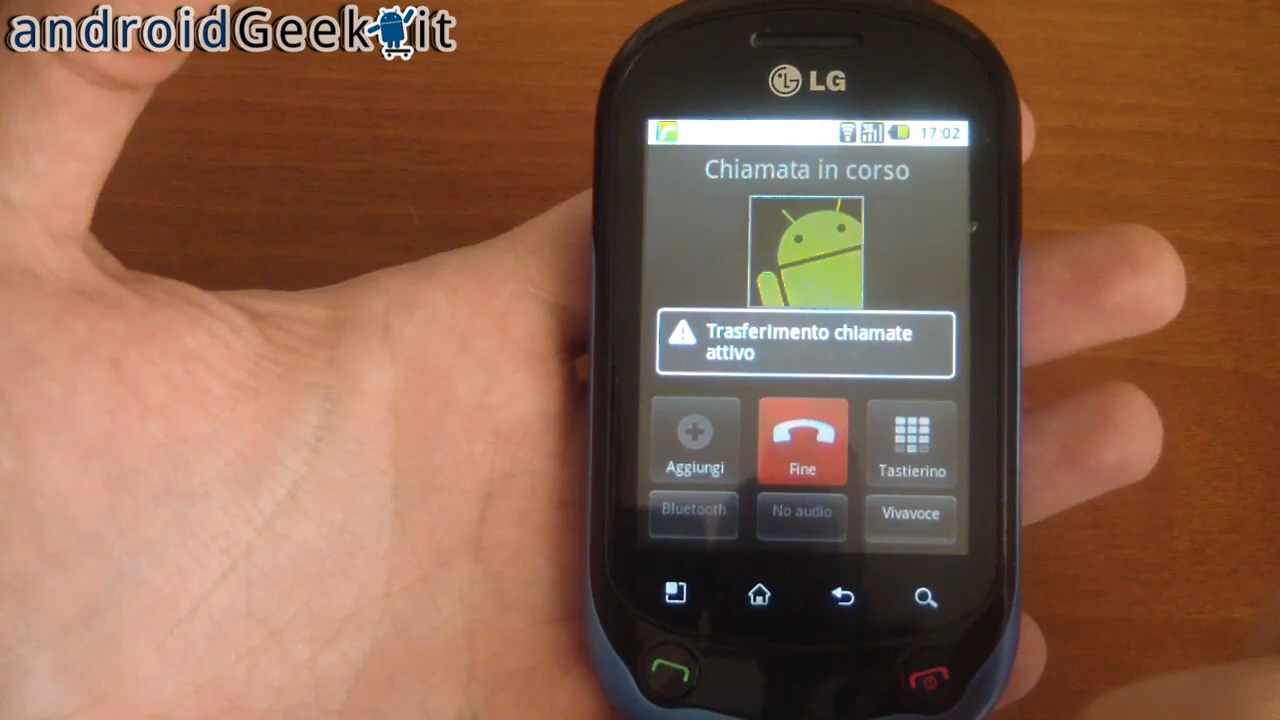 androidGeek.it
LG
17:02
Chiamata in corso
Trasferimento chiamate
attivo
Aggiungi
Fine
Tastierino
Bluetooth
No audio
Vivavoce